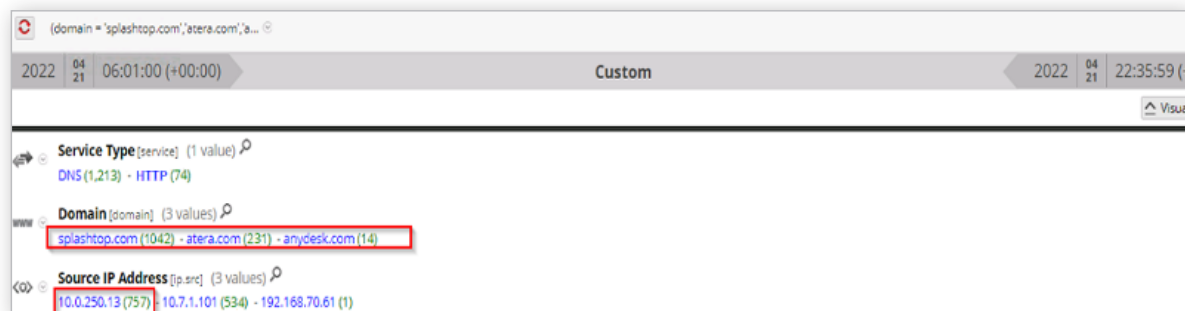 (domain = 'splashtop.com','atera.com','a...
2022 04 21 06:01:00 (+00:00) Custom 2022 04 21 22:35:59 (
Visua
Service Type [service] (1 value)
DNS (1,213) - HTTP (74)
www Domain [domain] (3 values)
splashtop.com (1042) - atera.com (231) - anydesk.com (14)
Source IP Address [ip.src] (3 values)
10.0.250.13 (757) - 10.7.1.101 (534) - 192.168.70.61 (1)